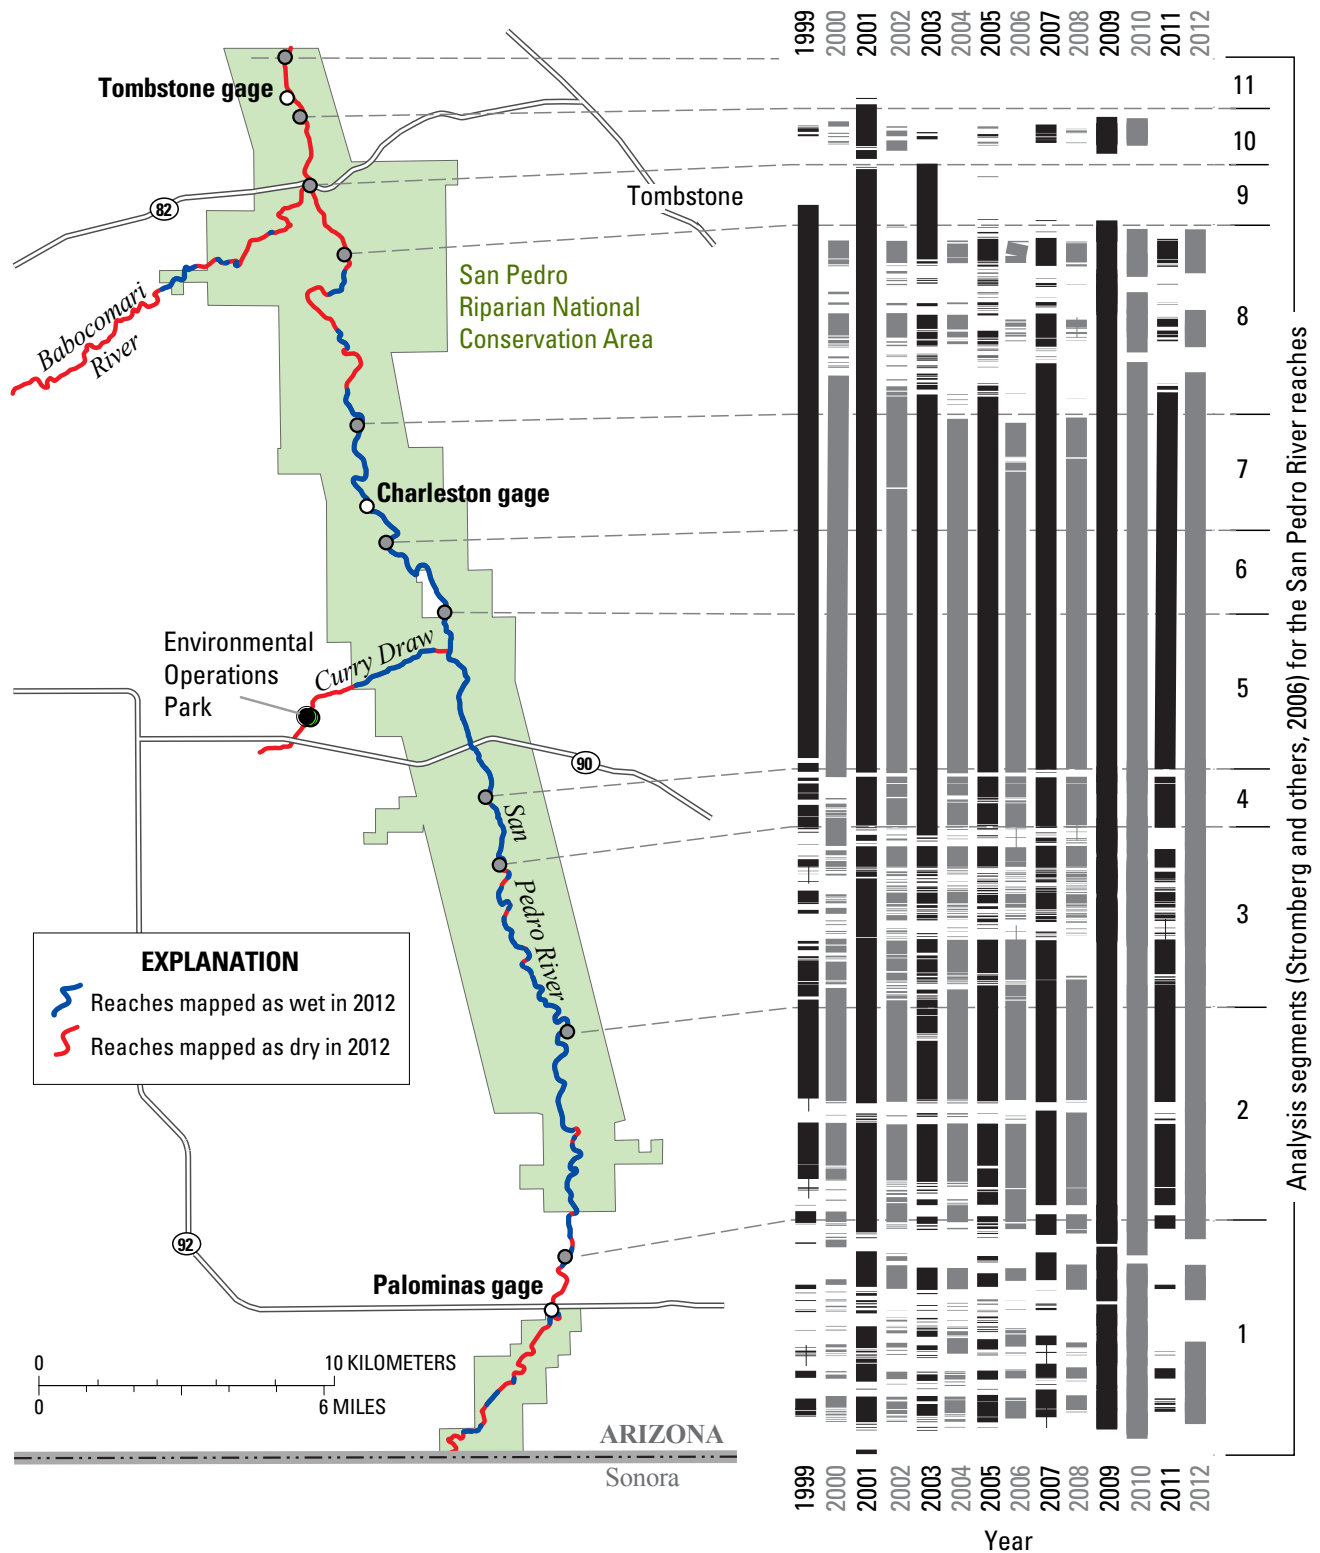 1999
2000
2001
2002
2003
2004
2005
2006
2007
2008
2009
2010
2011
2012
Tombstone gage
82
Tombstone
Babocomari
River
San Pedro
Riparian National
Conservation Area
Charleston gage
Environmental
Operations
Park
Curry Draw
90
San
Pedro River
EXPLANATION
Reaches mapped as wet in 2012
Reaches mapped as dry in 2012
92
Palominas gage
0 10 KILOMETERS
0 6 MILES
ARIZONA
Sonora
11
10
9
8
7
6
5
4
3
2
1
Analysis segments (Stromberg and others, 2006) for the San Pedro River reaches
1999
2000
2001
2002
2003
2004
2005
2006
2007
2008
2009
2010
2011
2012
Year